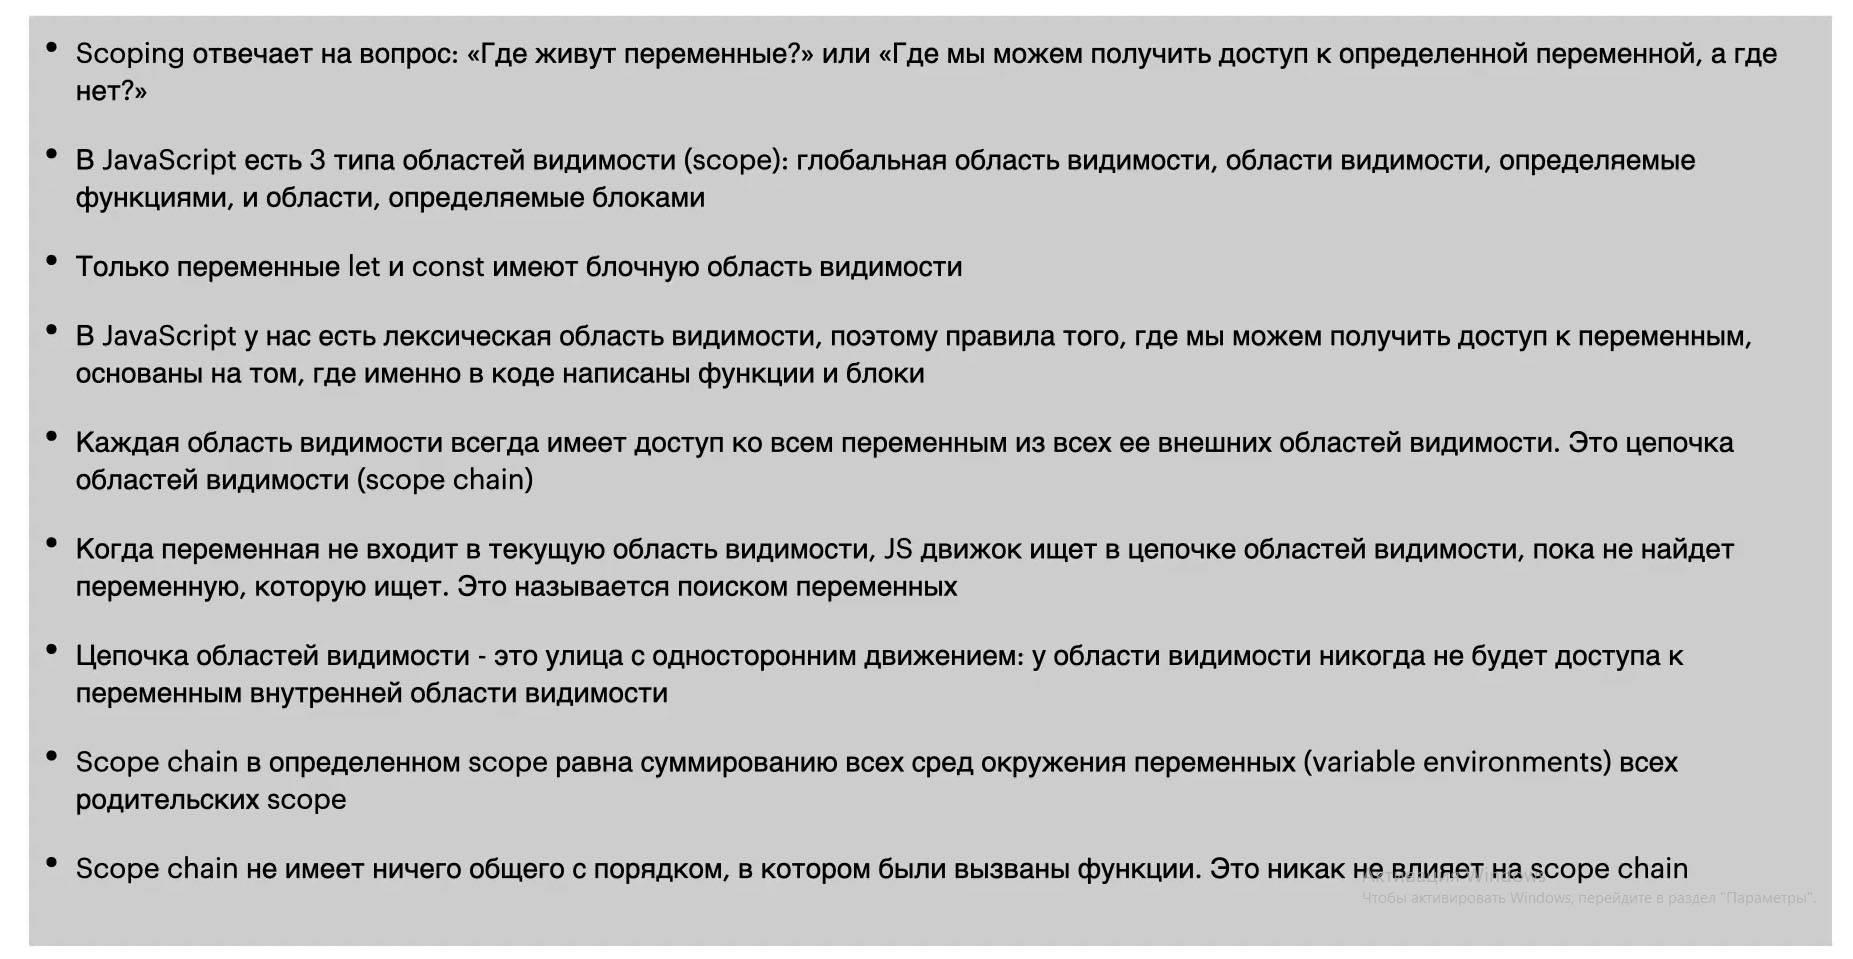 • Scoping отвечает на вопрос: «Где живут переменные?» или «Где мы можем получить доступ к определенной переменной, а где
нет?»
• В JavaScript есть 3 типа областей видимости (scope): глобальная область видимости, области видимости, определяемые
функциями, и области, определяемые блоками
• Только переменные let и const имеют блочную область видимости
• В JavaScript у нас есть лексическая область видимости, поэтому правила того, где мы можем получить доступ к переменным,
основаны на том, где именно в коде написаны функции и блоки
• Каждая область видимости всегда имеет доступ ко всем переменным из всех ее внешних областей видимости. Это цепочка
областей видимости (scope chain)
• Когда переменная не входит в текущую область видимости, JS движок ищет в цепочке областей видимости, пока не найдет
переменную, которую ищет. Это называется поиском переменных
• Цепочка областей видимости - это улица с односторонним движением: у области видимости никогда не будет доступа к
переменным внутренней области видимости
• Scope chain в определенном scope равна суммированию всех сред окружения переменных (variable environments) всех
родительских scope
• Scope chain не имеет ничего общего с порядком, в котором были вызваны функции. Это никак не влияет на scope chain
Активация Windows
Чтобы активировать Windows, перейдите в раздел "Параметры".